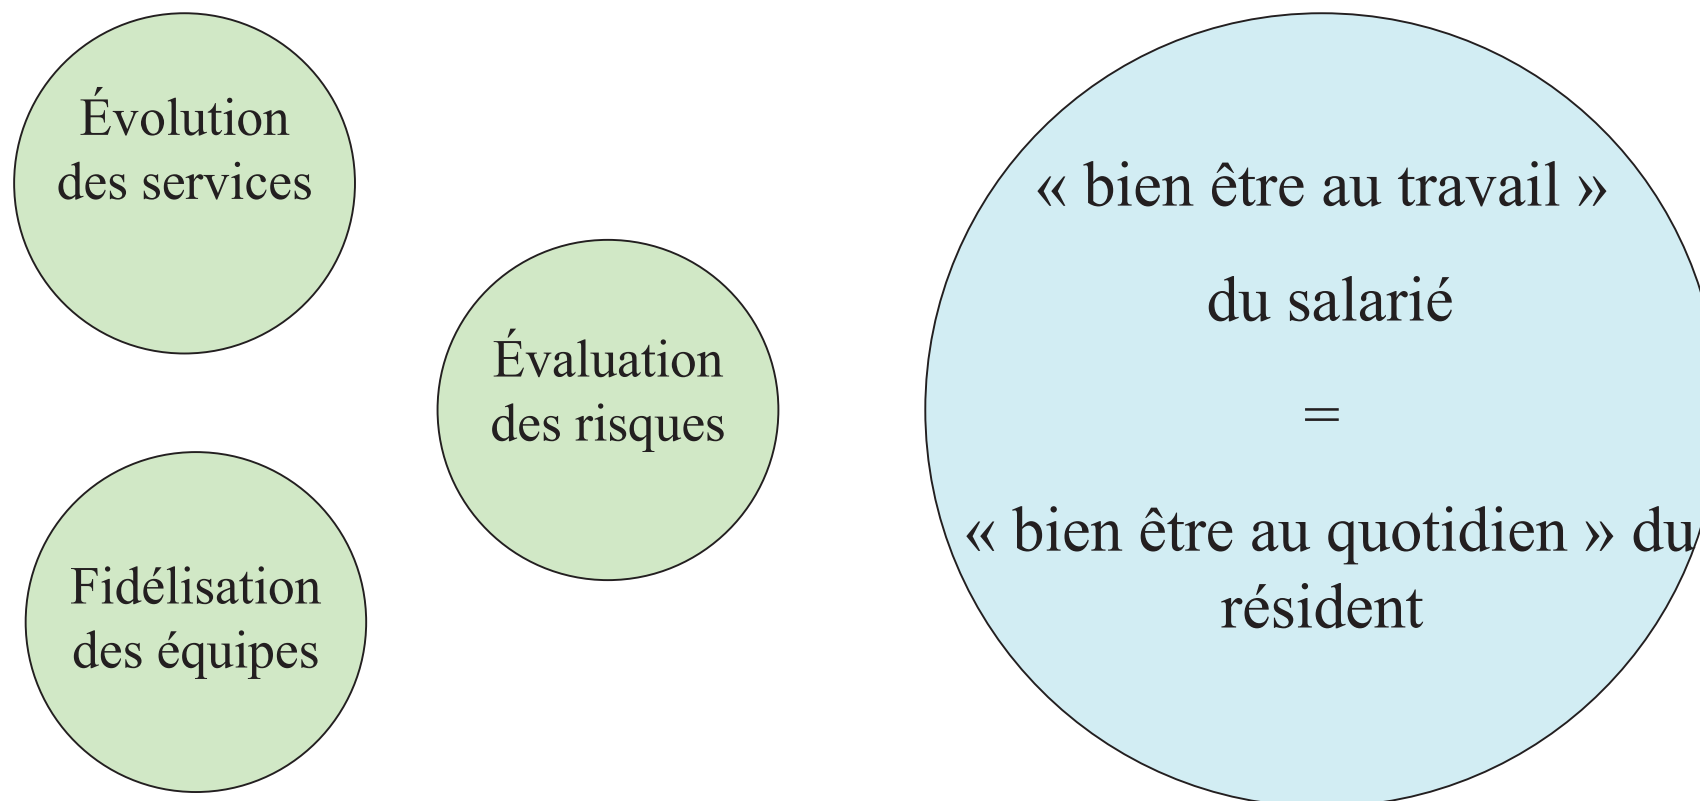 Évolution
des services
Évaluation
des risques
Fidélisation
des équipes
« bien être au travail »
du salarié
=
« bien être au quotidien » du
résident